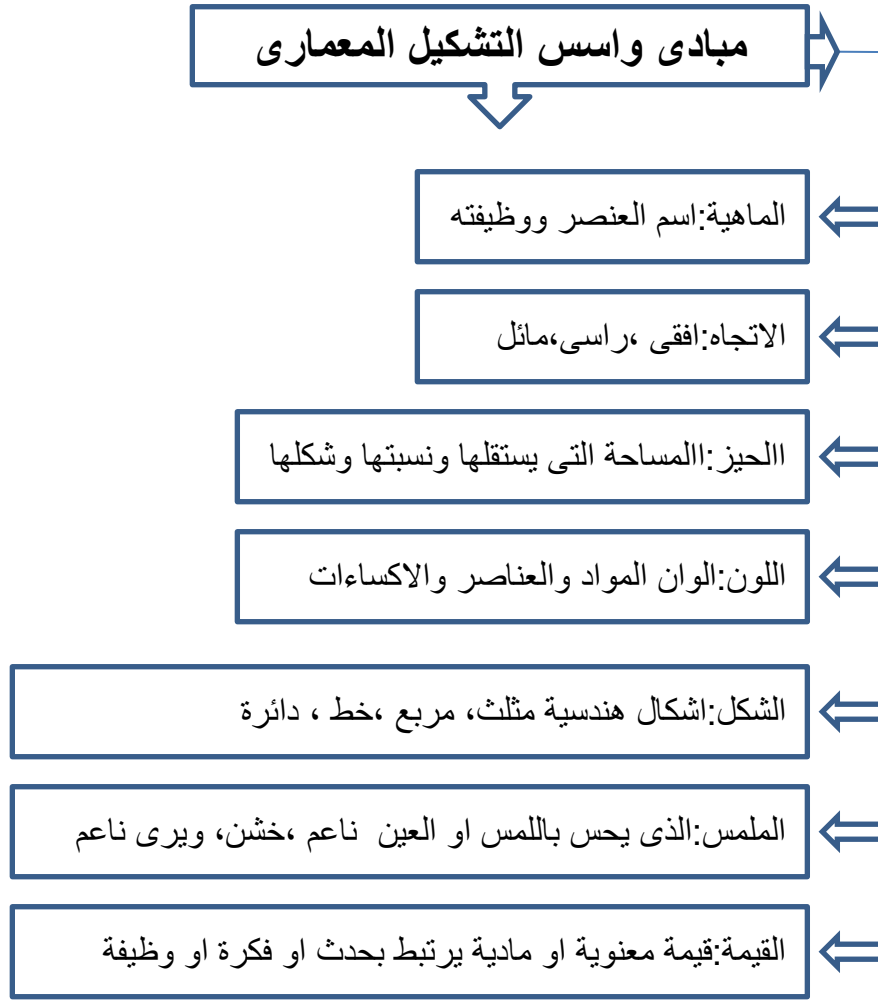 مبادى واسس التشكيل المعمارى
الماهية:اسم العنصر ووظيفته
الاتجاه:افقى ،راسى،مائل
االحيز:االمساحة التى يستقلها ونسبتها وشكلها
اللون:الوان المواد والعناصر والاكساءات
الشكل:اشكال هندسية مثلث، مربع ،خط ، دائرة
الملمس:الذى يحس باللمس او العين ناعم ،خشن، ويرى ناعم
القيمة:قيمة معنوية او مادية يرتبط بحدث او فكرة او وظيفة